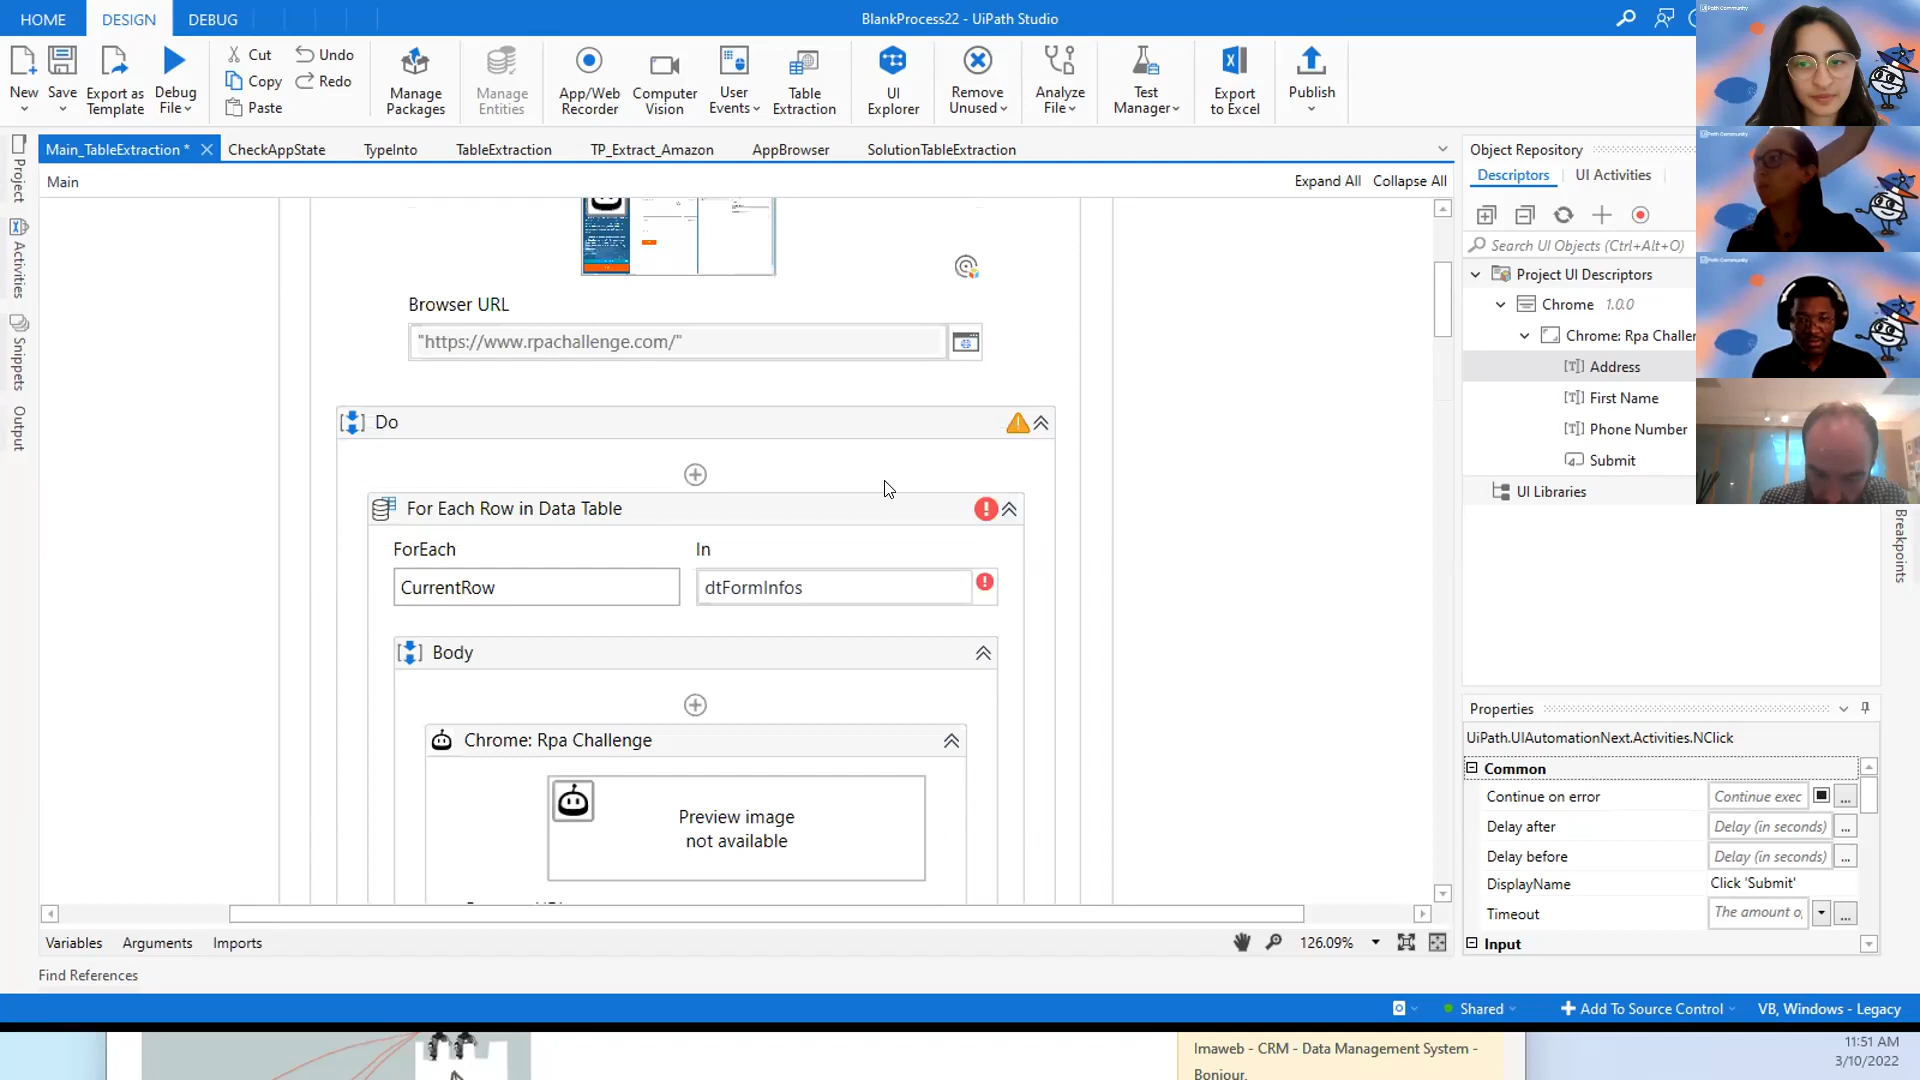 HOME
DESIGN
DEBUG
BlankProcess22 - UiPath Studio
New
Save
Export as
Template
Debug
File
Cut
Copy
Paste
Undo
Redo
Manage
Packages
Manage
Entities
App/Web
Recorder
Computer
Vision
User
Events
Table
Extraction
UI
Explorer
Remove
Unused
Analyze
File
Test
Manager
Export
to Excel
Publish
Main_TableExtraction *
CheckAppState
TypeInto
TableExtraction
TP_Extract_Amazon
AppBrowser
SolutionTableExtraction
Main
Expand All
Collapse All
Project
Activities
Snippets
Output
Browser URL
"https://www.rpachallenge.com/"
Do
For Each Row in Data Table
ForEach
In
CurrentRow
dtFormInfos
Body
Chrome: Rpa Challenge
Preview image
not available
Variables
Arguments
Imports
126.09%
Find References
Object Repository
Descriptors
UI Activities
Search UI Objects (Ctrl+Alt+O)
Project UI Descriptors
Chrome 1.0.0
Chrome: Rpa Challer
Address
First Name
Phone Number
Submit
UI Libraries
Breakpoints
Properties
UiPath.UIAutomationNext.Activities.NClick
Common
Continue on error
Continue exec
Delay after
Delay (in seconds)
Delay before
Delay (in seconds)
DisplayName
Click 'Submit'
Timeout
The amount o
Input
Shared
Add To Source Control
VB, Windows - Legacy
Imaweb - CRM - Data Management System -
Bonjour,
11:51 AM
3/10/2022
UiPath Community
UiPath Community
UiPath Community